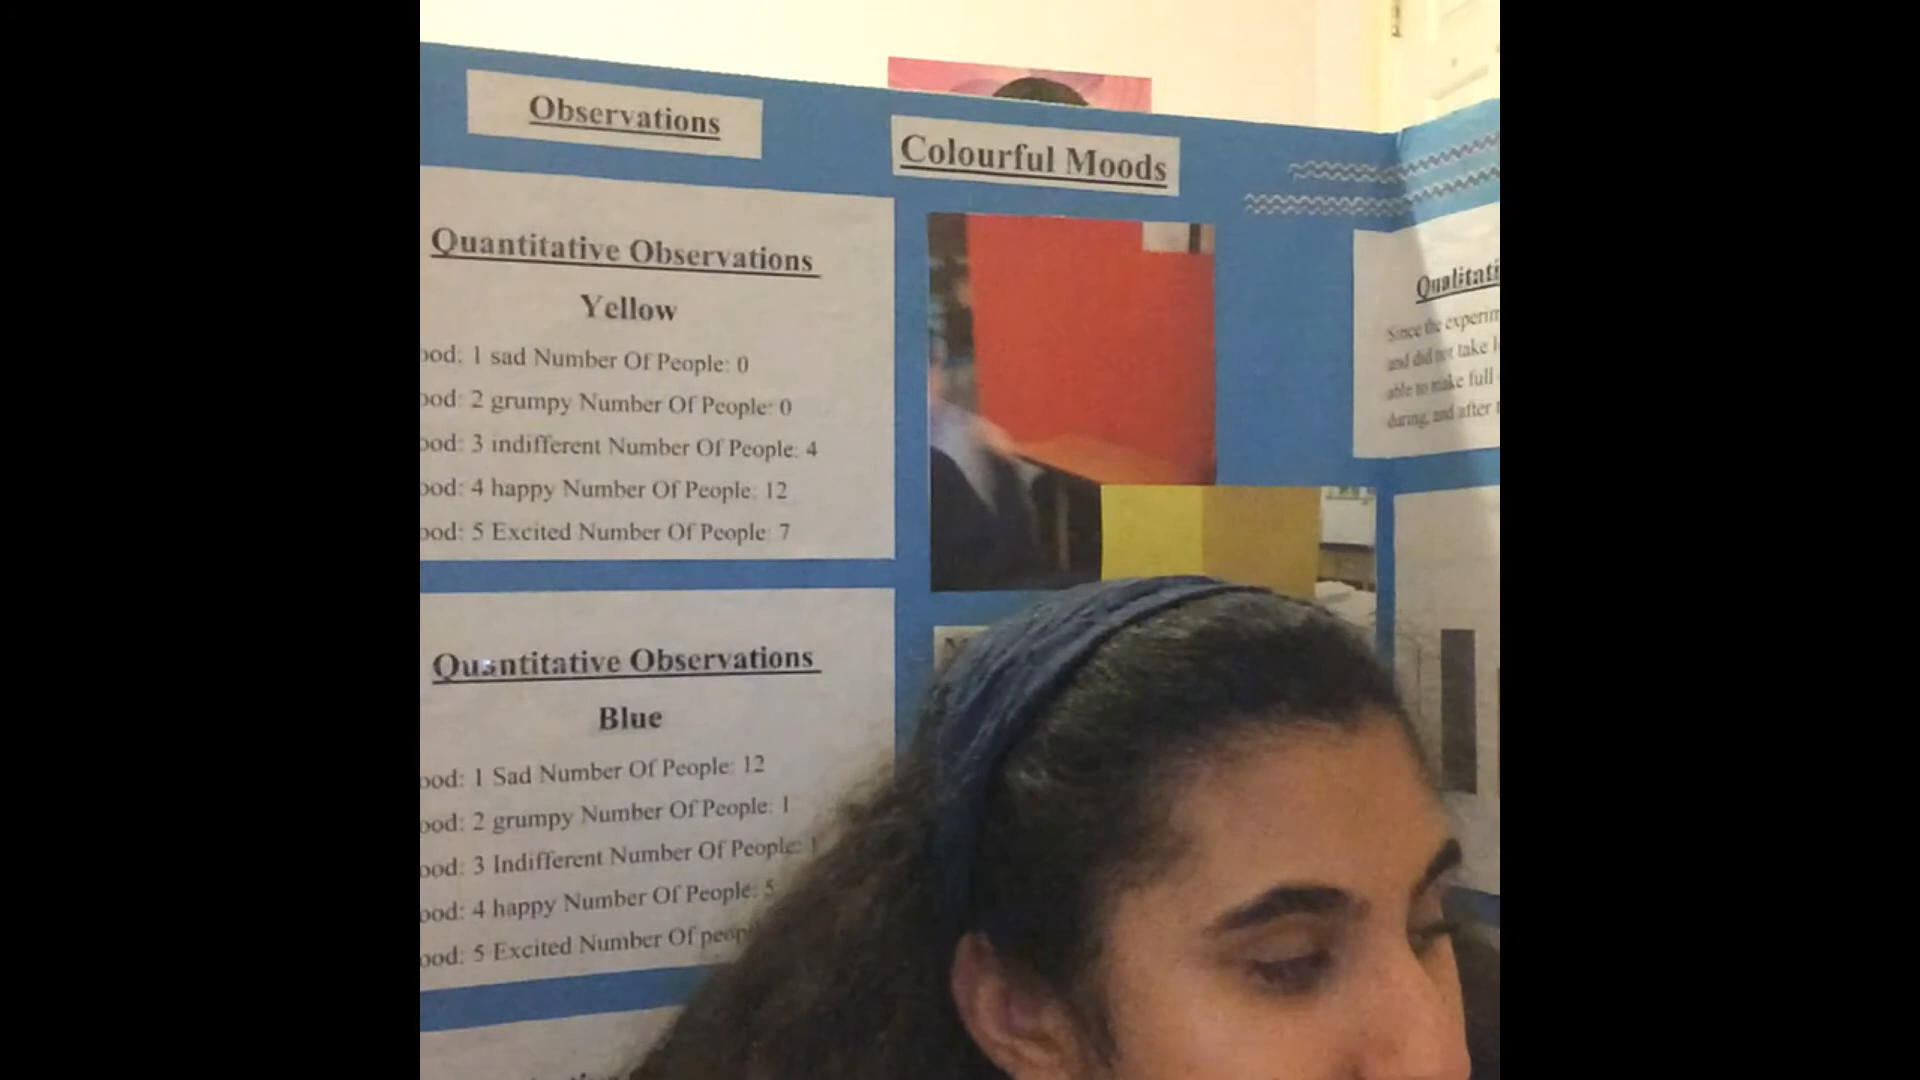 Observations
Colourful Moods
Quantitative Observations
Yellow
ood: 1 sad Number Of People: 0
ood: 2 grumpy Number Of People: 0
ood: 3 indifferent Number Of People: 4
ood: 4 happy Number Of People: 12
ood: 5 Excited Number Of People: 7
Quantitative Observations
Blue
ood: 1 Sad Number Of People: 12
ood: 2 grumpy Number Of People: 1
ood: 3 Indifferent Number Of People: 1
ood: 4 happy Number Of People: 5
ood: 5 Excited Number Of peop
Qualitati
Since the experim
and did not take l
able to make full
during, and after t